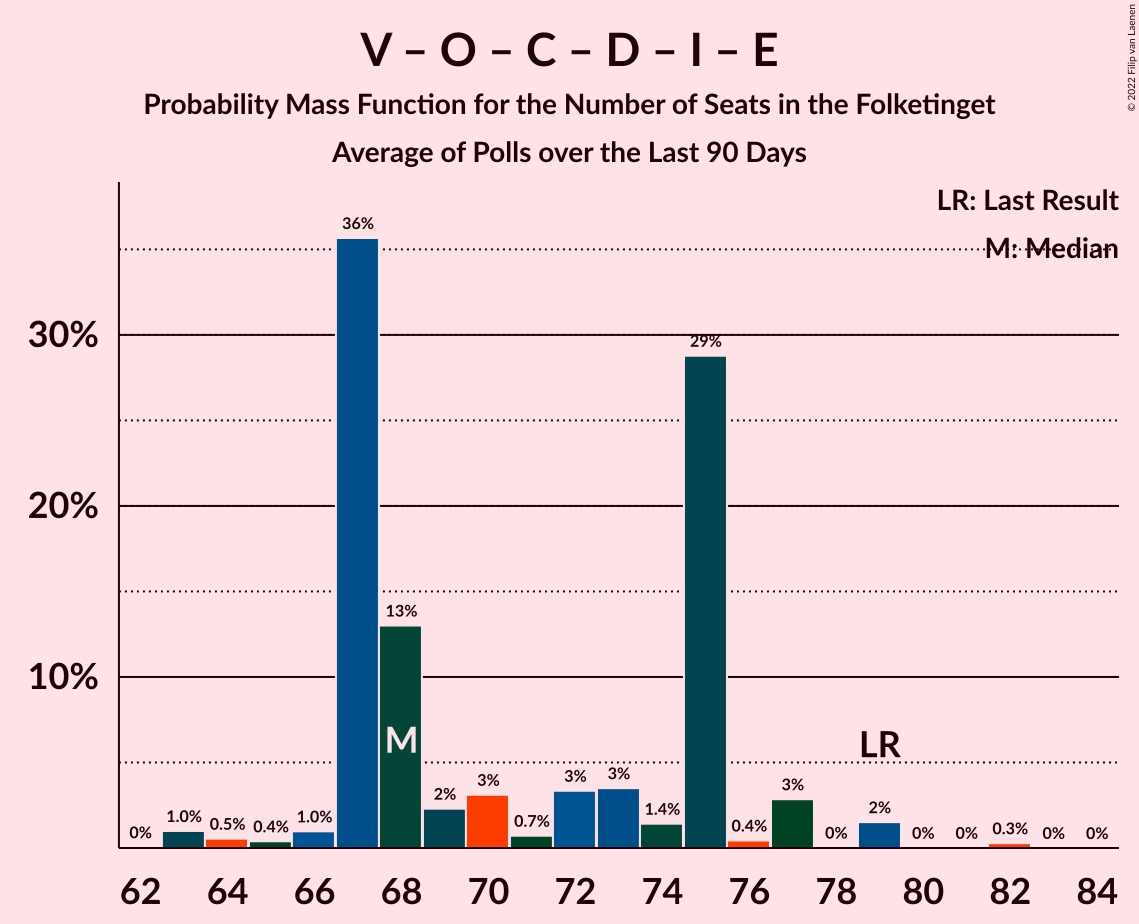 V – O – C – D – I – E
Probability Mass Function for the Number of Seats in the Folketinget
Average of Polls over the Last 90 Days
© 2022 Filip van Laenen
LR: Last Result
M: Median
30%
20%
10%
0%
1.0%
0.5%
0.4%
1.0%
36%
13%
2%
3%
0.7%
3%
3%
1.4%
29%
0.4%
3%
0%
2%
0%
0%
0.3%
0%
0%
M
LR
62 64 66 68 70 72 74 76 78 80 82 84